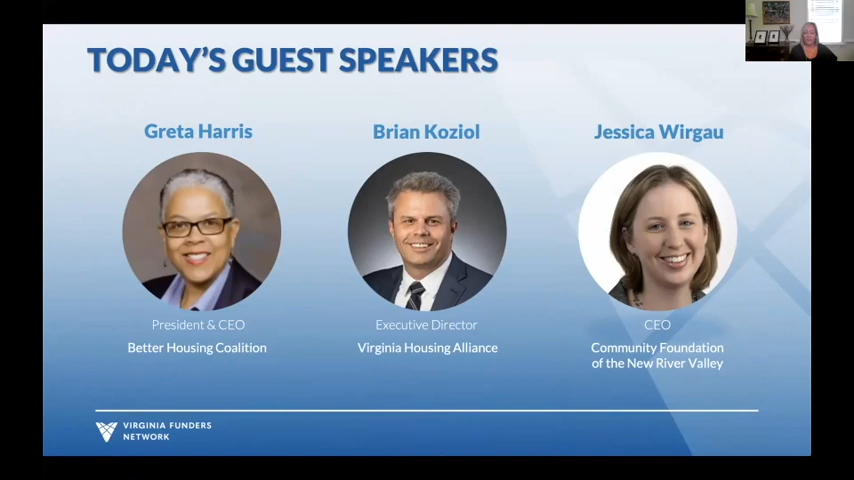 TODAY'S GUEST SPEAKERS
Greta Harris
Brian Koziol
Jessica Wirgau
President & CEO
Better Housing Coalition
Executive Director
Virginia Housing Alliance
CEO
Community Foundation
of the New River Valley
VIRGINIA FUNDERS
NETWORK